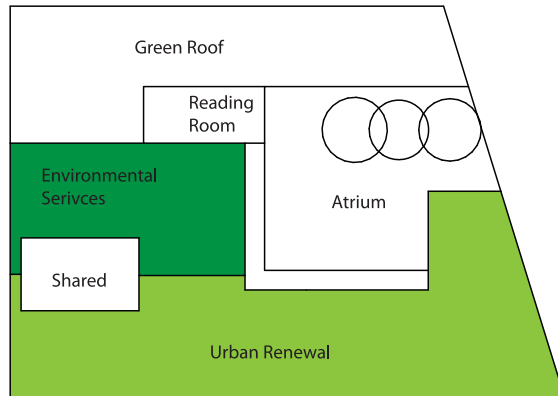 Green Roof
Reading
Room
Environmental
Serivces
Atrium
Shared
Urban Renewal